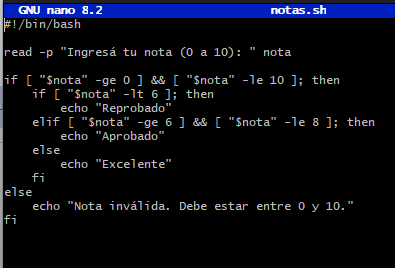 GNU nano 8.2 notas.sh
#!/bin/bash
read -p "Ingresá tu nota (0 a 10): " nota
if [ "$nota" -ge 0 ] && [ "$nota" -le 10 ]; then
if [ "$nota" -lt 6 ]; then
echo "Reprobado"
elif [ "$nota" -ge 6 ] && [ "$nota" -le 8 ]; then
echo "Aprobado"
else
echo "Excelente"
fi
else
echo "Nota inválida. Debe estar entre 0 y 10."
fi